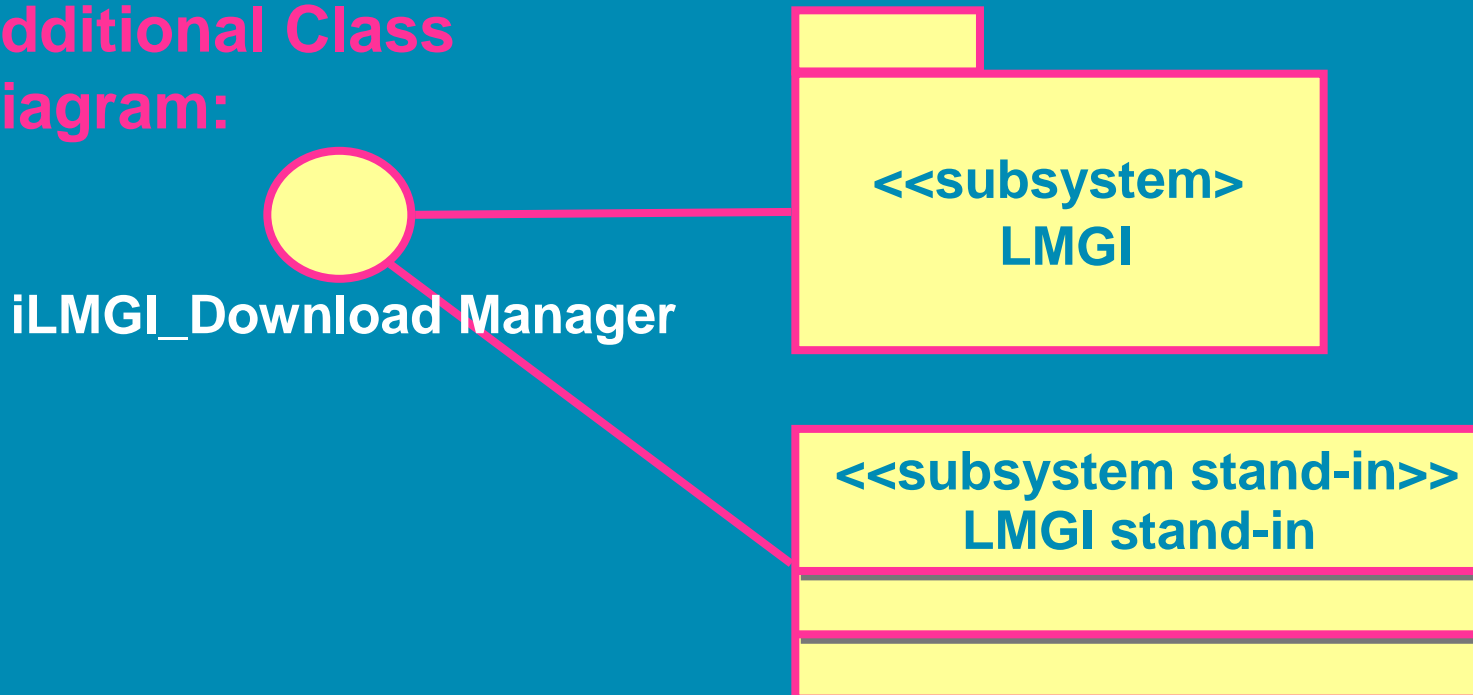 dditional Class
iagram:
<<subsystem>
LMGI
iLMGI_Download Manager
<<subsystem stand-in>>
LMGI stand-in